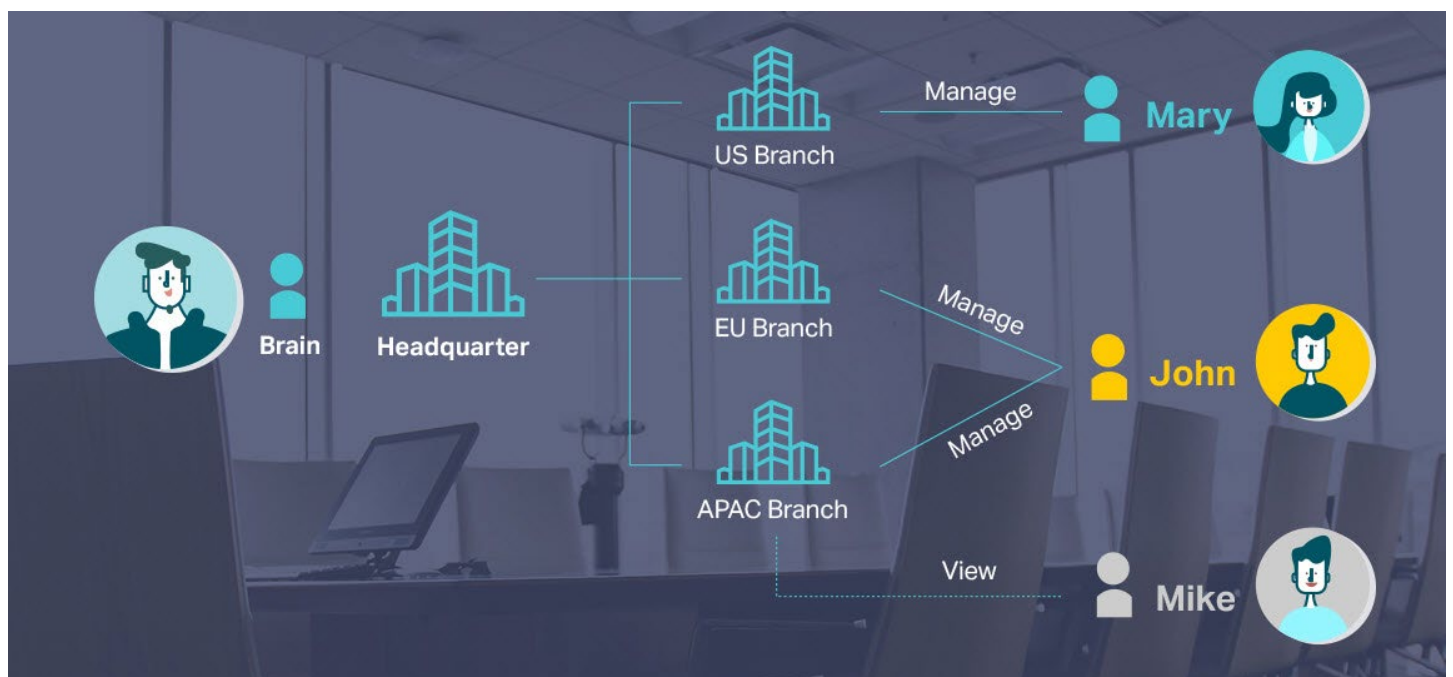 Manage
Mary
US Branch
Brain
Headquarter
EU Branch
Manage
John
Manage
APAC Branch
View
Mike